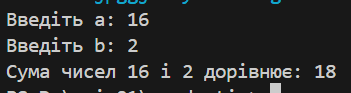 Введіть a: 16
Введіть b: 2
Сума чисел 16 і 2 дорівнює: 18